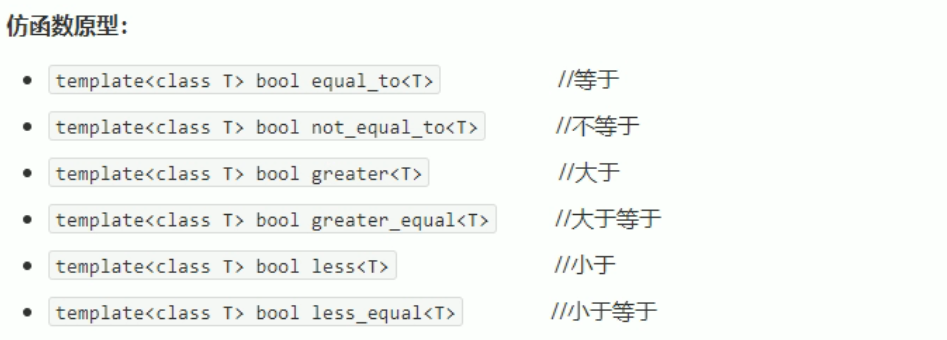 仿函数原型：
template<class T> bool equal_to<T> //等于
template<class T> bool not_equal_to<T> //不等于
template<class T> bool greater<T> //大于
template<class T> bool greater_equal<T> //大于等于
template<class T> bool less<T> //小于
template<class T> bool less_equal<T> //小于等于